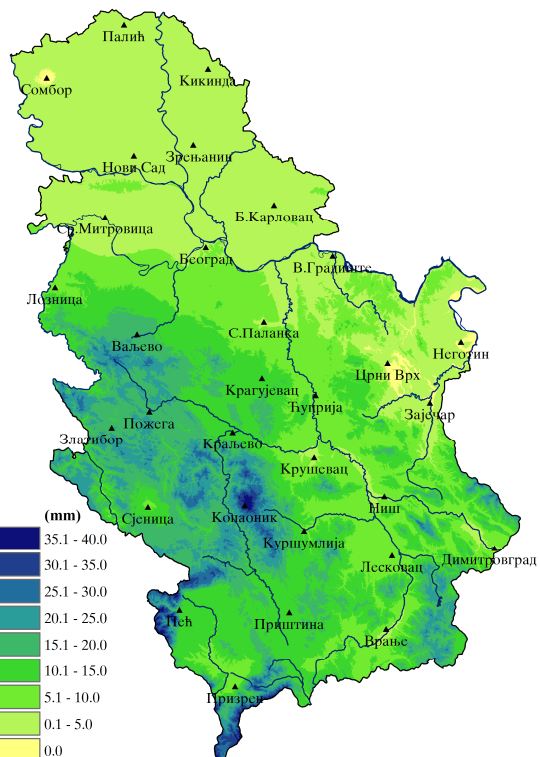 Палић
Кикинда
Сомбор
Зрењанин
Нови Сад
Б.Карловац
Ср.Митровица
Београд
В.Градиште
Лозница
С.Паланка
Ваљево
Неготин
Црни Врх
Крагујевац
Ћуприја
Зајечар
Пожега
Златибор
Краљево
Крушевац
Ниш
Сјеница
Копаоник
Куршумлија
Димитровград
Лесковац
Пећ
Приштина
Врање
Призрен
(mm)
35.1 - 40.0
30.1 - 35.0
25.1 - 30.0
20.1 - 25.0
15.1 - 20.0
10.1 - 15.0
5.1 - 10.0
0.1 - 5.0
0.0